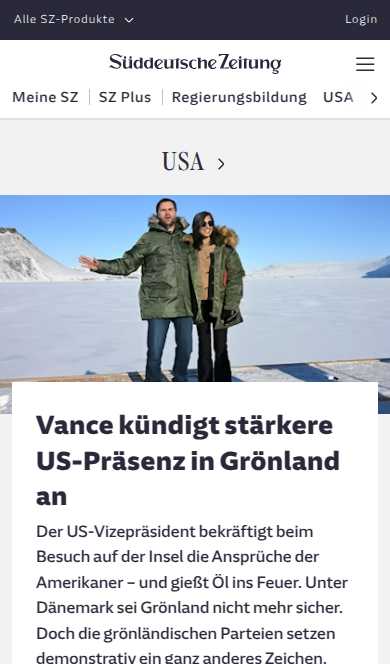 Alle SZ-Produkte
Login
Süddeutsche Zeitung
Meine SZ
SZ Plus
Regierungsbildung
USA
USA
Vance kündigt stärkere
US-Präsenz in Grönland
an
Der US-Vizepräsident bekräftigt beim
Besuch auf der Insel die Ansprüche der
Amerikaner – und gießt Öl ins Feuer. Unter
Dänemark sei Grönland nicht mehr sicher.
Doch die grönländischen Parteien setzen
demonstrativ ein ganz anderes Zeichen.